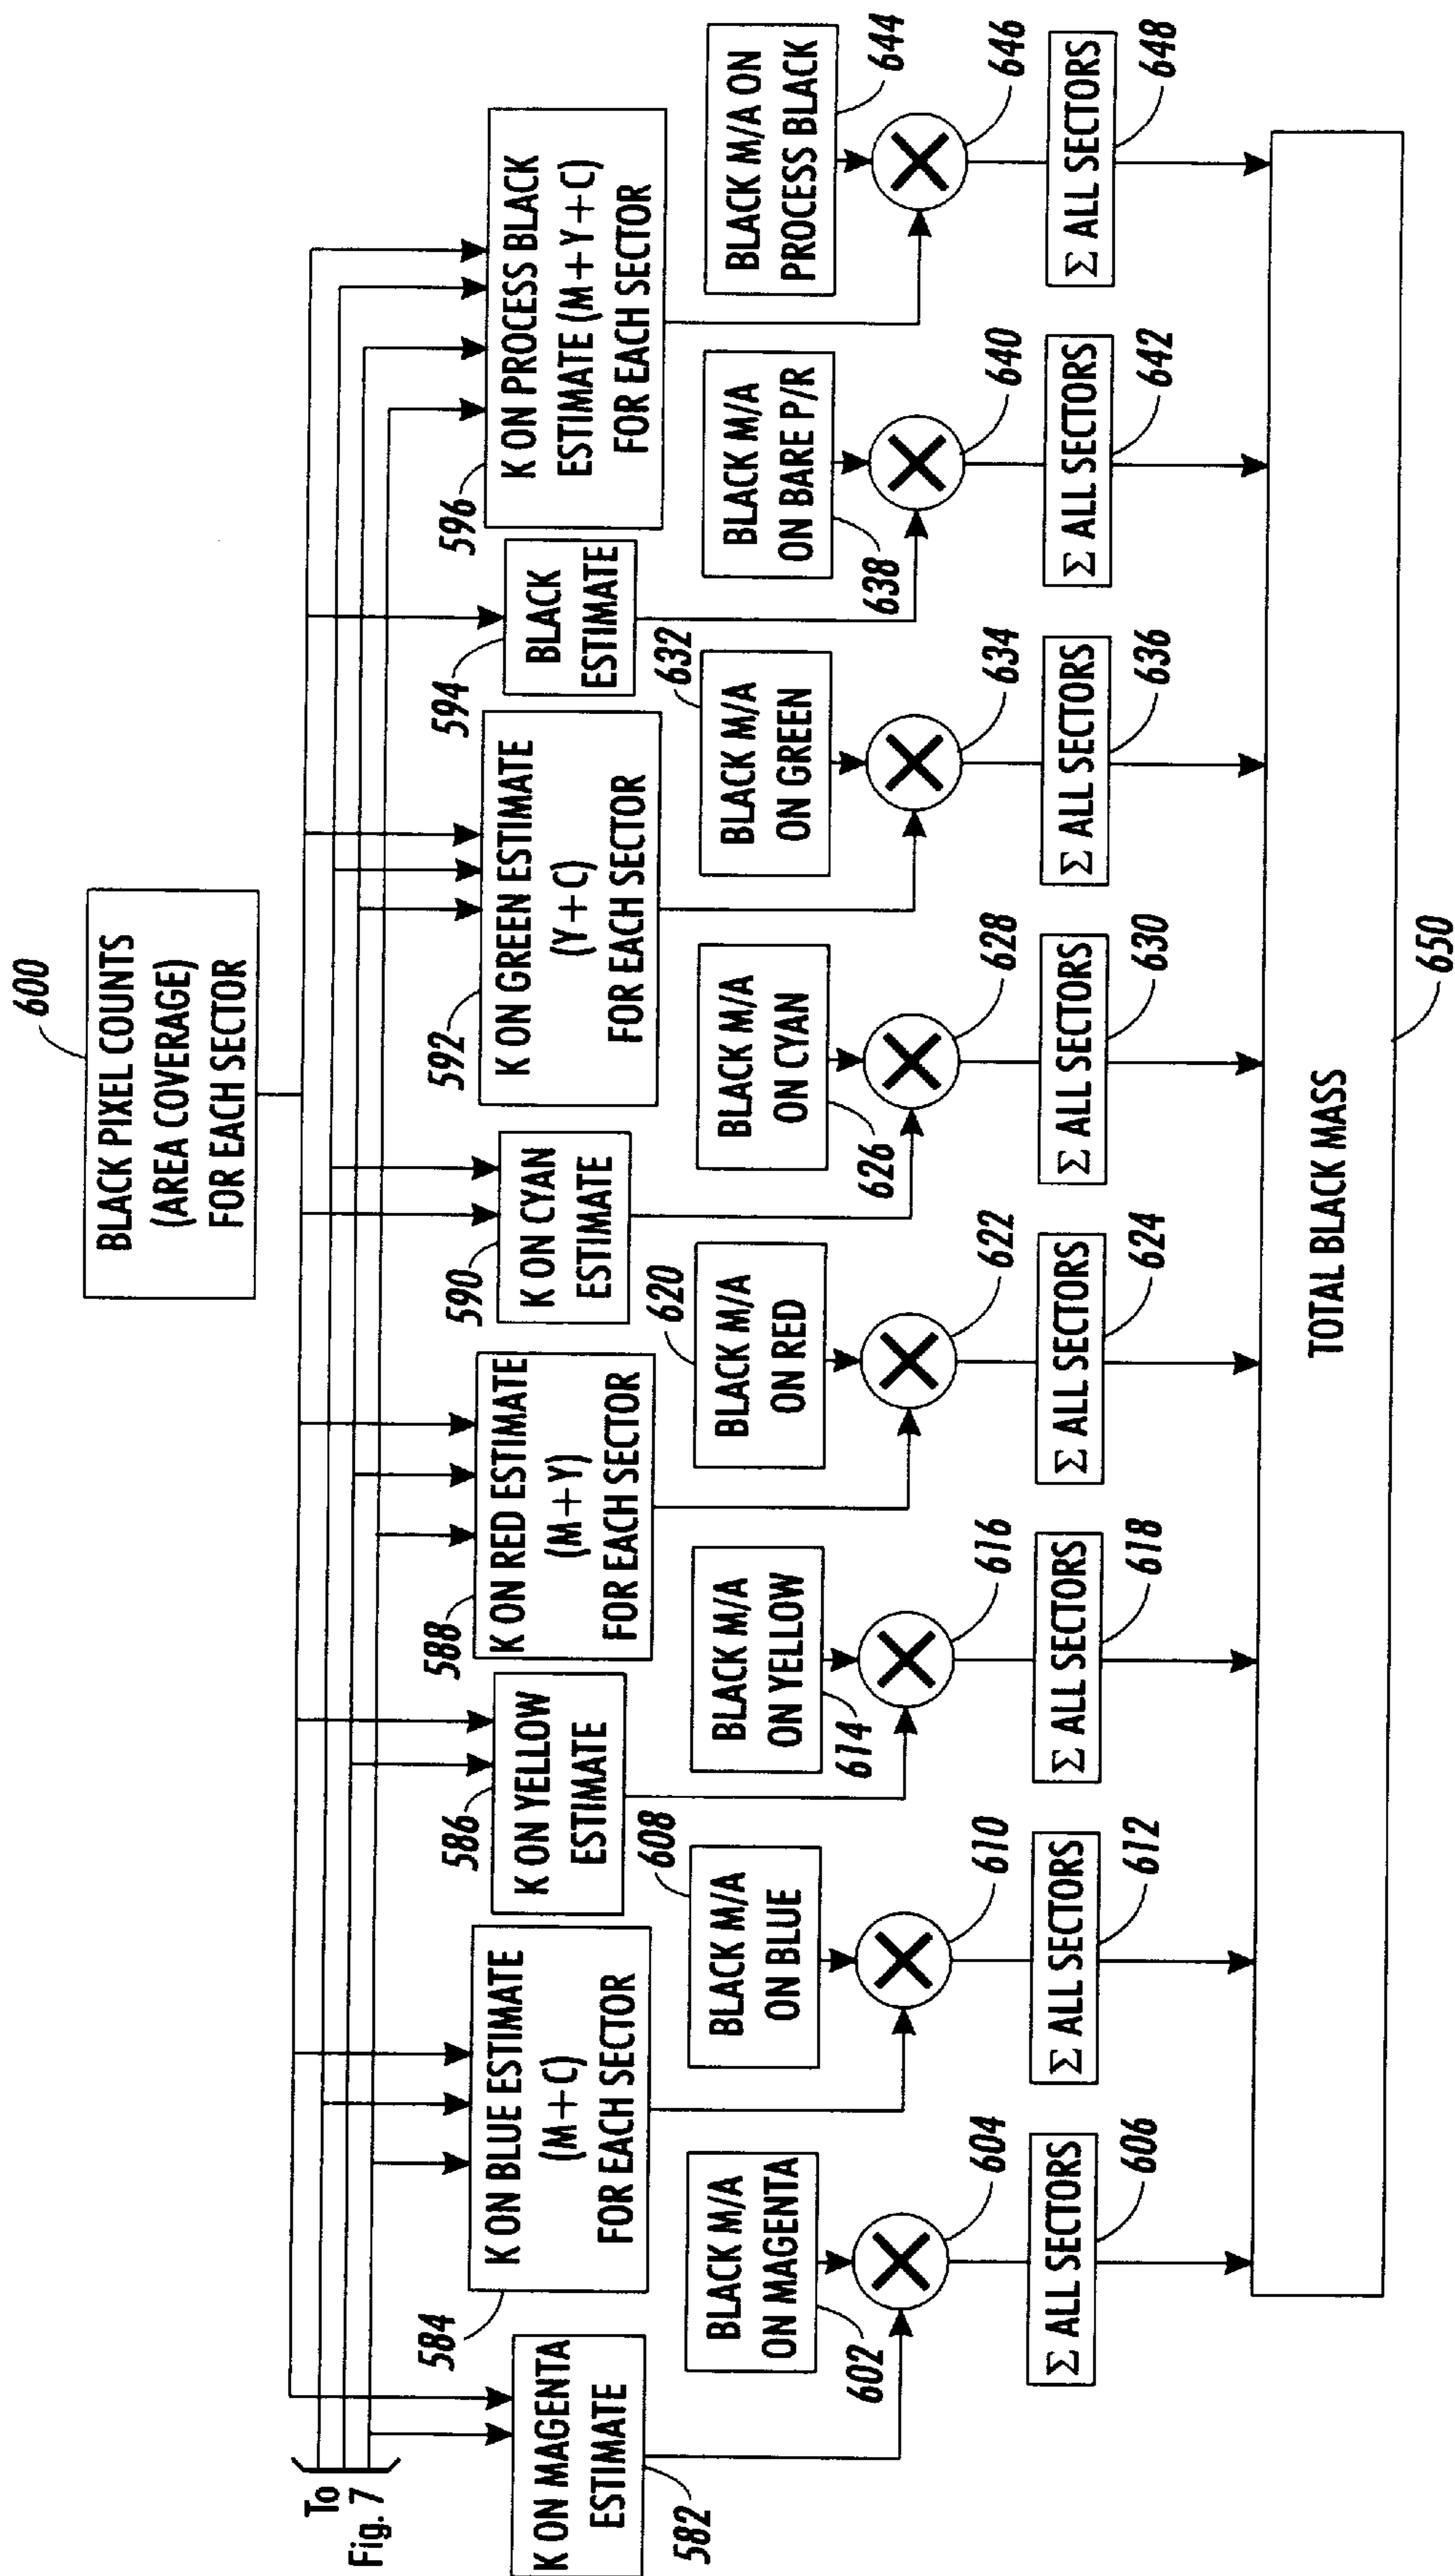 600
BLACK PIXEL COUNTS
(AREA COVERAGE)
FOR EACH SECTOR
To
Fig. 7
K ON MAGENTA
ESTIMATE
582
584
K ON BLUE ESTIMATE
(M+C)
FOR EACH SECTOR
586
K ON YELLOW
ESTIMATE
588
K ON RED ESTIMATE
(M+Y)
FOR EACH SECTOR
590
K ON CYAN
ESTIMATE
592
K ON GREEN ESTIMATE
(Y+C)
FOR EACH SECTOR
594
BLACK
ESTIMATE
596
K ON PROCESS BLACK
ESTIMATE (M+Y+C)
FOR EACH SECTOR
BLACK M/A
ON MAGENTA
602
608
BLACK M/A
ON BLUE
BLACK M/A
ON YELLOW
614
620
BLACK M/A
ON RED
BLACK M/A
ON CYAN
626
632
BLACK M/A
ON GREEN
BLACK M/A
ON BARE P/R
638
BLACK M/A ON
PROCESS BLACK
644
604
610
616
622
628
634
640
646
Σ ALL SECTORS
606
Σ ALL SECTORS
612
Σ ALL SECTORS
618
Σ ALL SECTORS
624
Σ ALL SECTORS
630
Σ ALL SECTORS
636
Σ ALL SECTORS
642
Σ ALL SECTORS
648
TOTAL BLACK MASS
650